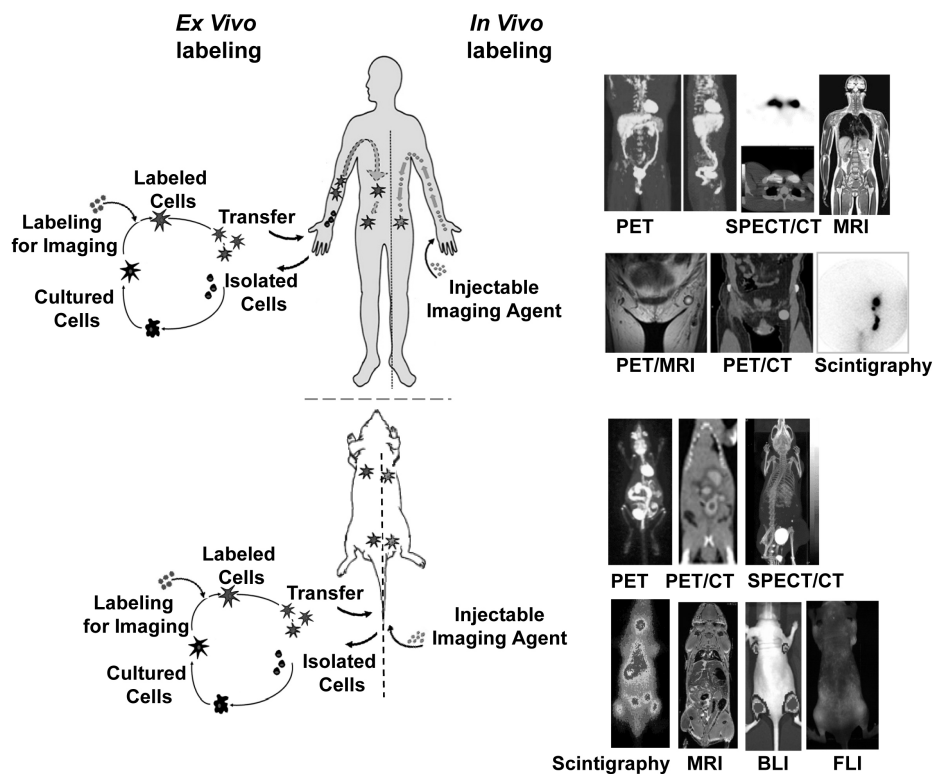 Ex Vivo
labeling
In Vivo
labeling
Labeled
Cells
Labeling
for Imaging
Transfer
Isolated
Cells
Cultured
Cells
Injectable
Imaging Agent
PET
SPECT/CT
MRI
PET/MRI
PET/CT
Scintigraphy
Labeled
Cells
Labeling
for Imaging
Transfer
Isolated
Cells
Cultured
Cells
Injectable
Imaging Agent
PET
PET/CT
SPECT/CT
Scintigraphy
MRI
BLI
FLI